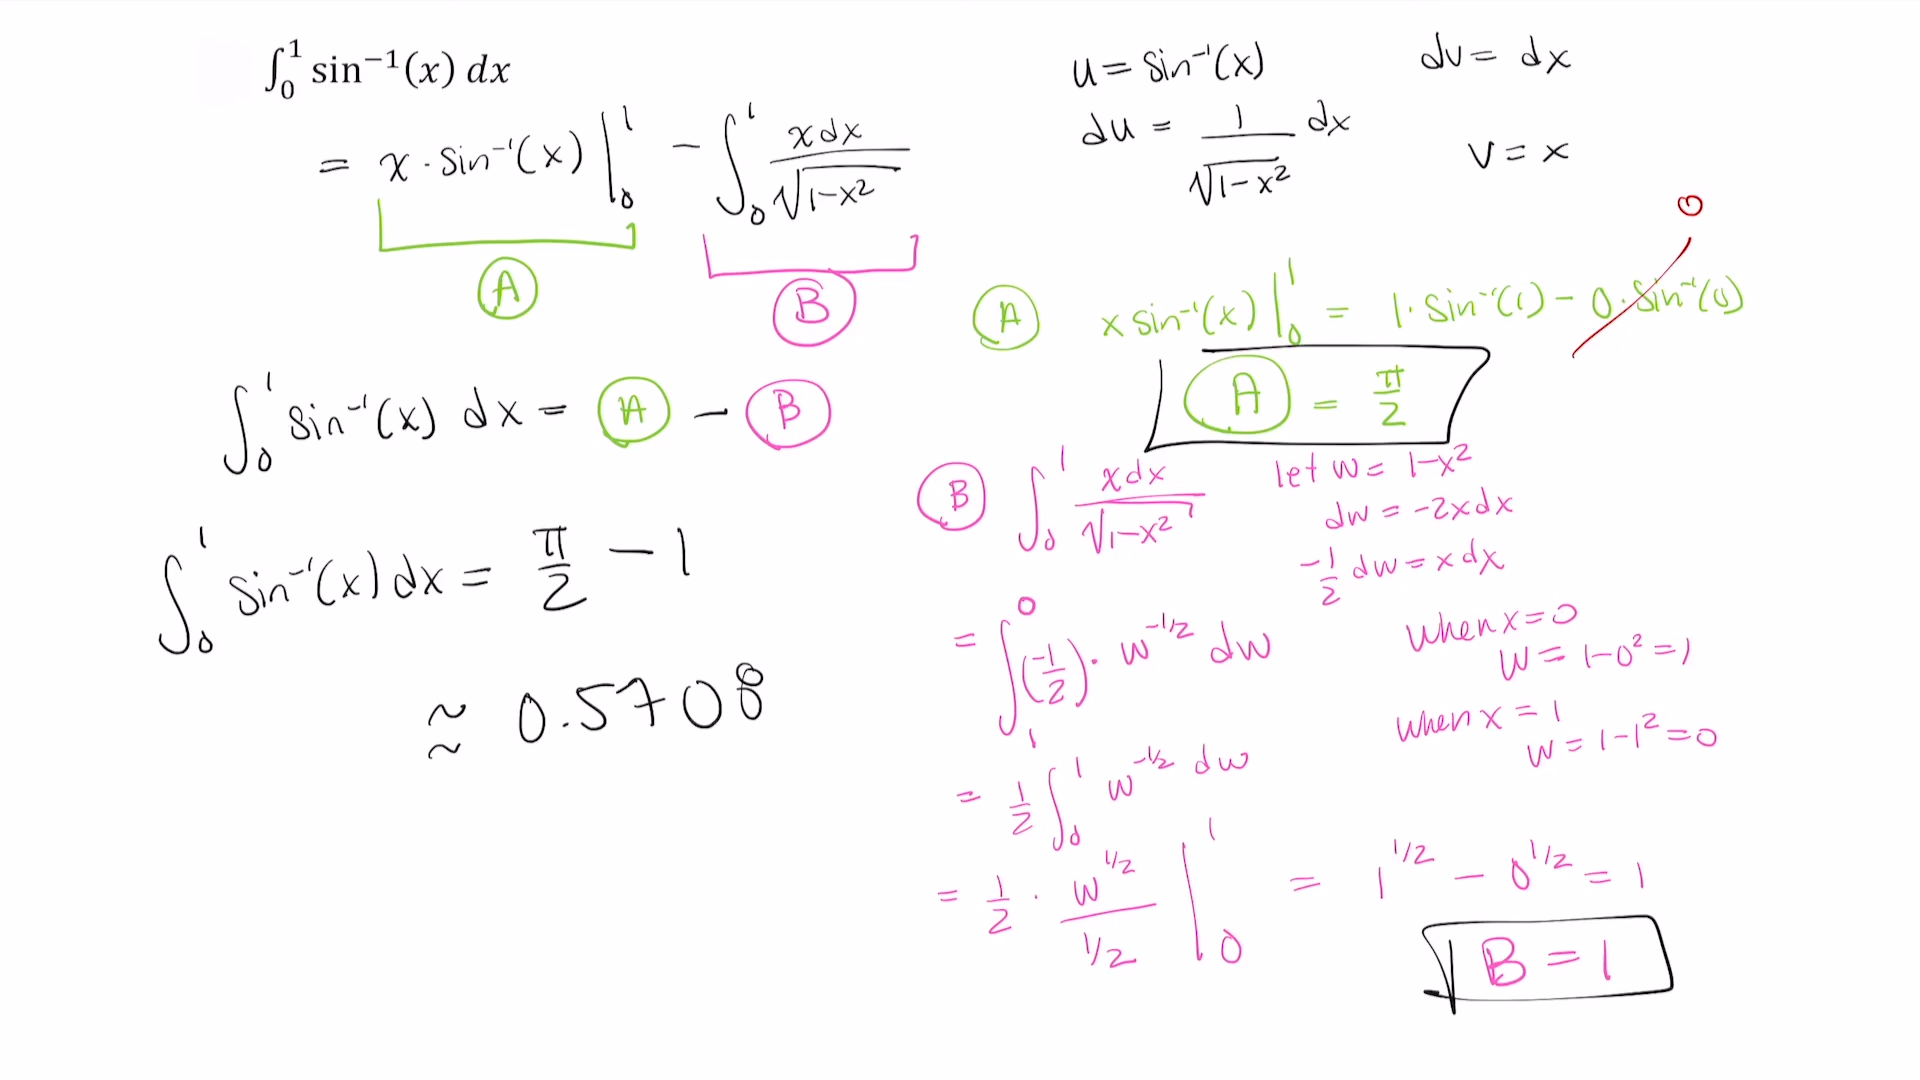 ∫₀¹ sin⁻¹(x) dx
= x · sin⁻¹(x) |₀¹ − ∫₀¹ x dx / √(1−x²)
A
B
∫₀¹ sin⁻¹(x) dx = A − B
∫₀¹ sin⁻¹(x) dx = π/2 − 1
≈ 0.5708
u = sin⁻¹(x) dv = dx
du = 1/√(1−x²) dx
v = x
0
A x sin⁻¹(x) |₀¹ = 1 · sin⁻¹(1) − 0 · sin⁻¹(0)
A = π/2
B ∫₀¹ x dx / √(1−x²)
let w = 1−x²
dw = −2x dx
−1/2 dw = x dx
when x = 0
w = 1−0² = 1
when x = 1
w = 1−1² = 0
= ∫₁⁰ (−1/2) · w^(−1/2) dw
= 1/2 ∫₀¹ w^(−1/2) dw
= 1/2 · w^(1/2) / (1/2) |₀¹ = 1^(1/2) − 0^(1/2) = 1
B = 1